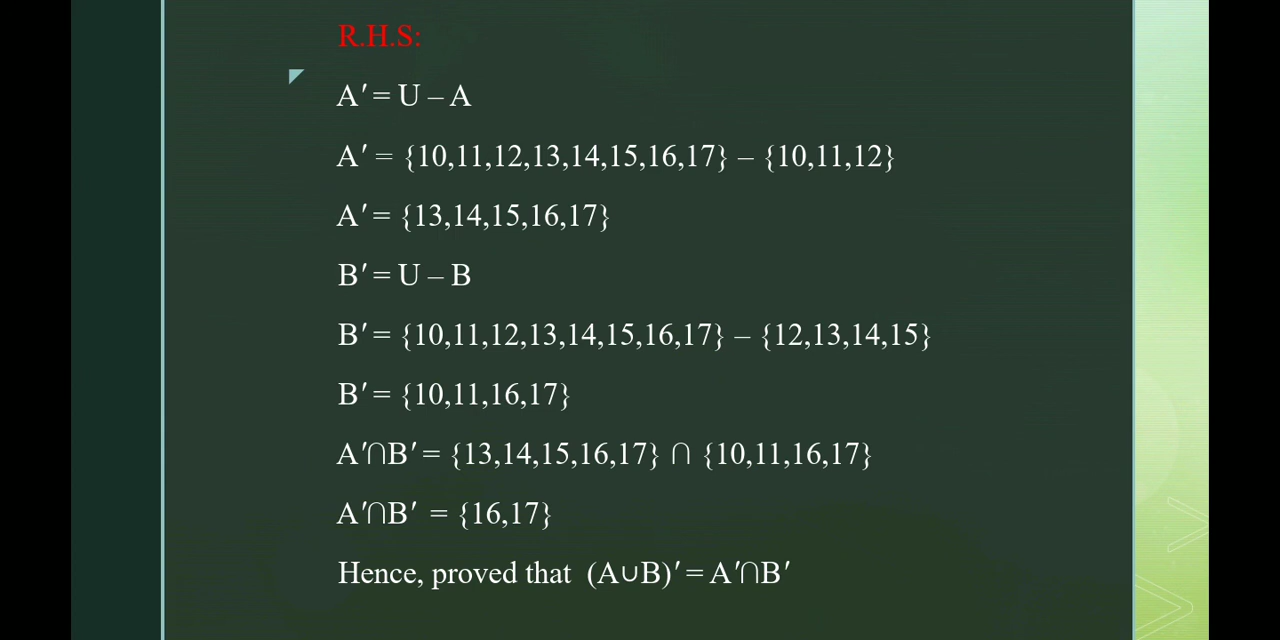 R.H.S:
A′ = U – A
A′ = {10,11,12,13,14,15,16,17} – {10,11,12}
A′ = {13,14,15,16,17}
B′ = U – B
B′ = {10,11,12,13,14,15,16,17} – {12,13,14,15}
B′ = {10,11,16,17}
A′∩B′ = {13,14,15,16,17} ∩ {10,11,16,17}
A′∩B′ = {16,17}
Hence, proved that (A∪B)′ = A′∩B′